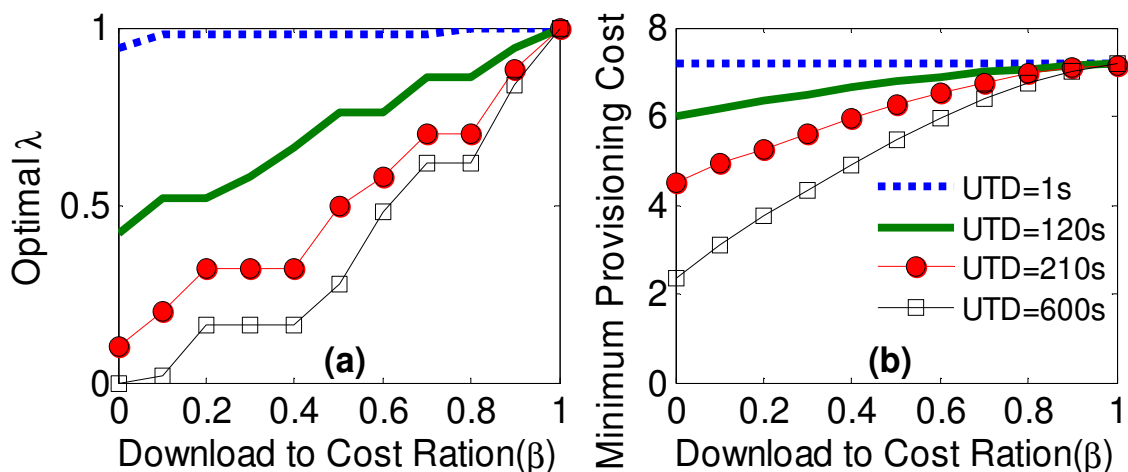 1
0.5
0
Optimal λ
0 0.2 0.4 0.6 0.8 1
Download to Cost Ration(β)
(a)
8
6
4
2
0
Minimum Provisioning Cost
0 0.2 0.4 0.6 0.8 1
Download to Cost Ration(β)
(b)
UTD=1s
UTD=120s
UTD=210s
UTD=600s